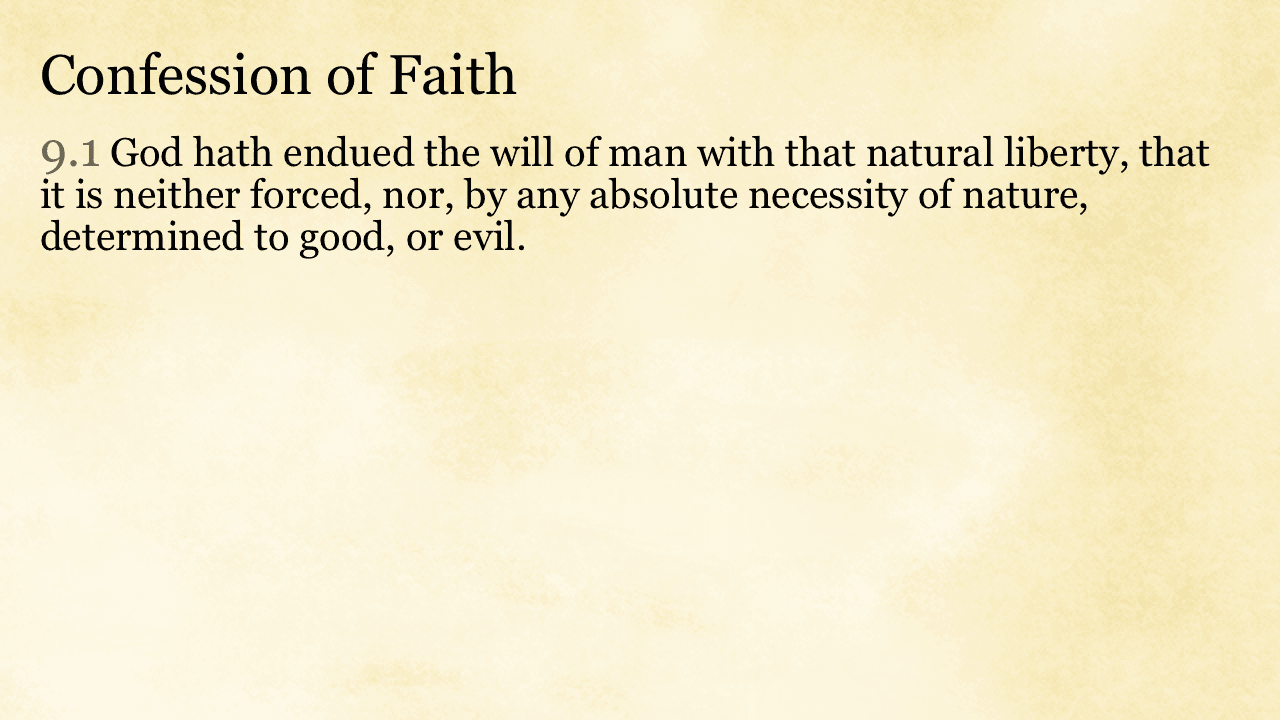 Confession of Faith
9.1 God hath endued the will of man with that natural liberty, that
it is neither forced, nor, by any absolute necessity of nature,
determined to good, or evil.